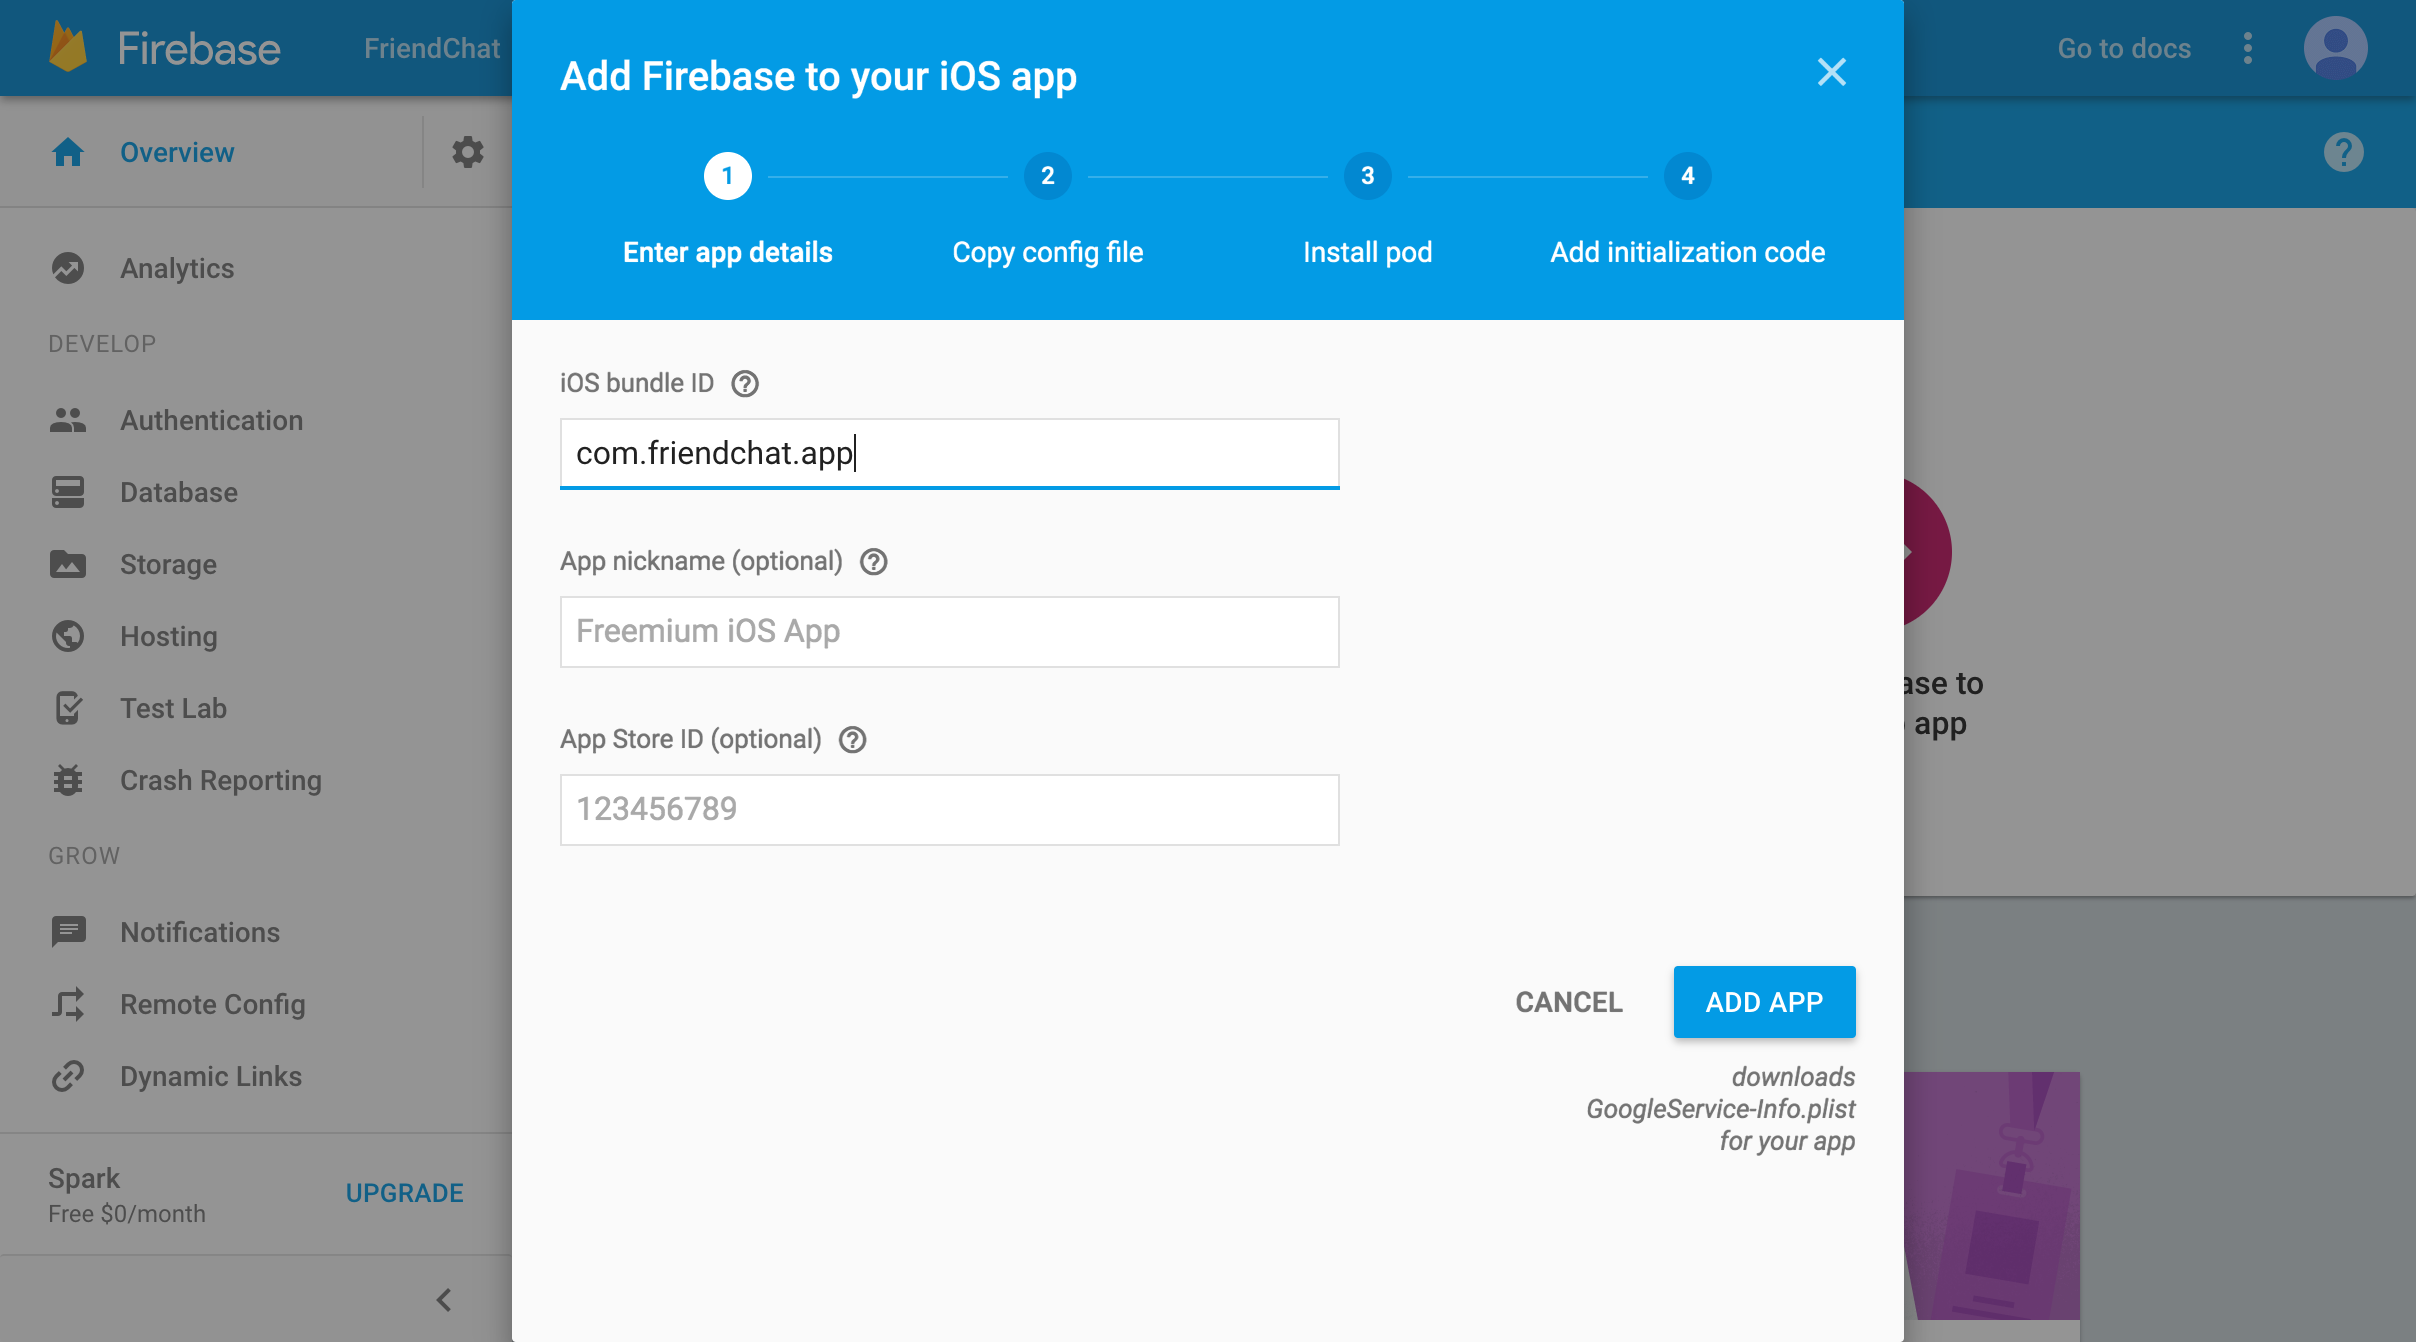 Firebase
FriendChat
Go to docs
Overview
Analytics
DEVELOP
Authentication
Database
Storage
Hosting
Test Lab
Crash Reporting
GROW
Notifications
Remote Config
Dynamic Links
Spark
Free $0/month
UPGRADE
Add Firebase to your iOS app
1
2
3
4
Enter app details
Copy config file
Install pod
Add initialization code
iOS bundle ID
com.friendchat.app
App nickname (optional)
Freemium iOS App
App Store ID (optional)
123456789
CANCEL
ADD APP
downloads
GoogleService-Info.plist
for your app
to
app